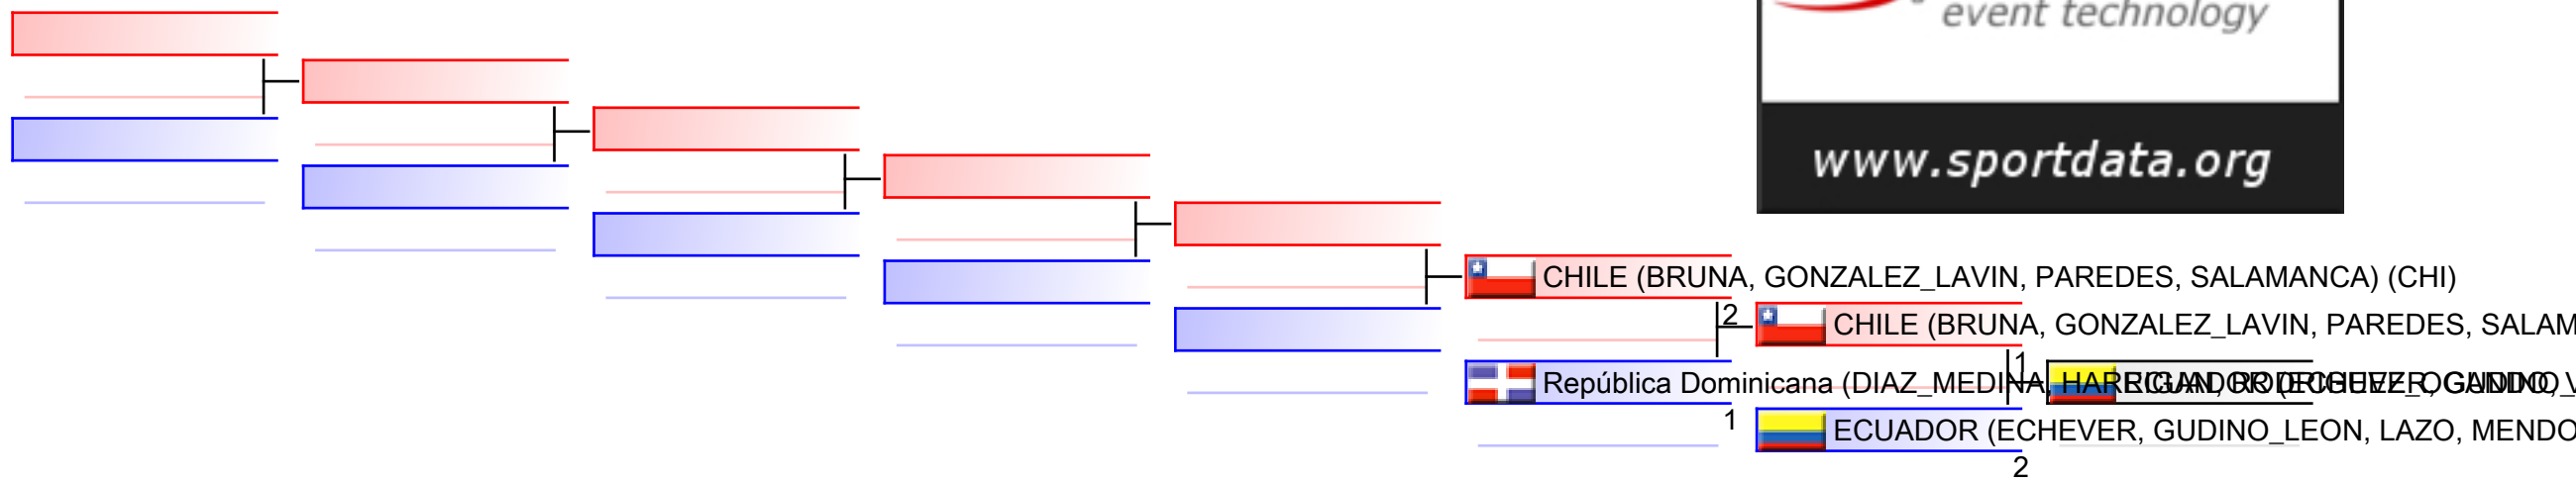 event technology
www.sportdata.org
CHILE (BRUNA, GONZALEZ_LAVIN, PAREDES, SALAMANCA) (CHI)
2
CHILE (BRUNA, GONZALEZ_LAVIN, PAREDES, SALAM
1
República Dominicana (DIAZ_MEDINA,
1
ECUADOR (ECHEVER, GUDINO_LEON, LAZO, MENDO
2